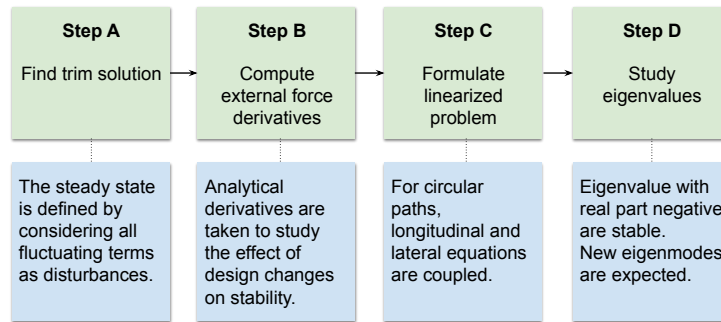 Step A
Find trim solution
Step B
Compute
external force
derivatives
Step C
Formulate
linearized
problem
Step D
Study
eigenvalues
The steady state
is defined by
considering all
fluctuating terms
as disturbances.
Analytical
derivatives are
taken to study
the effect of
design changes
on stability.
For circular
paths,
longitudinal and
lateral equations
are coupled.
Eigenvalue with
real part negative
are stable.
New eigenmodes
are expected.